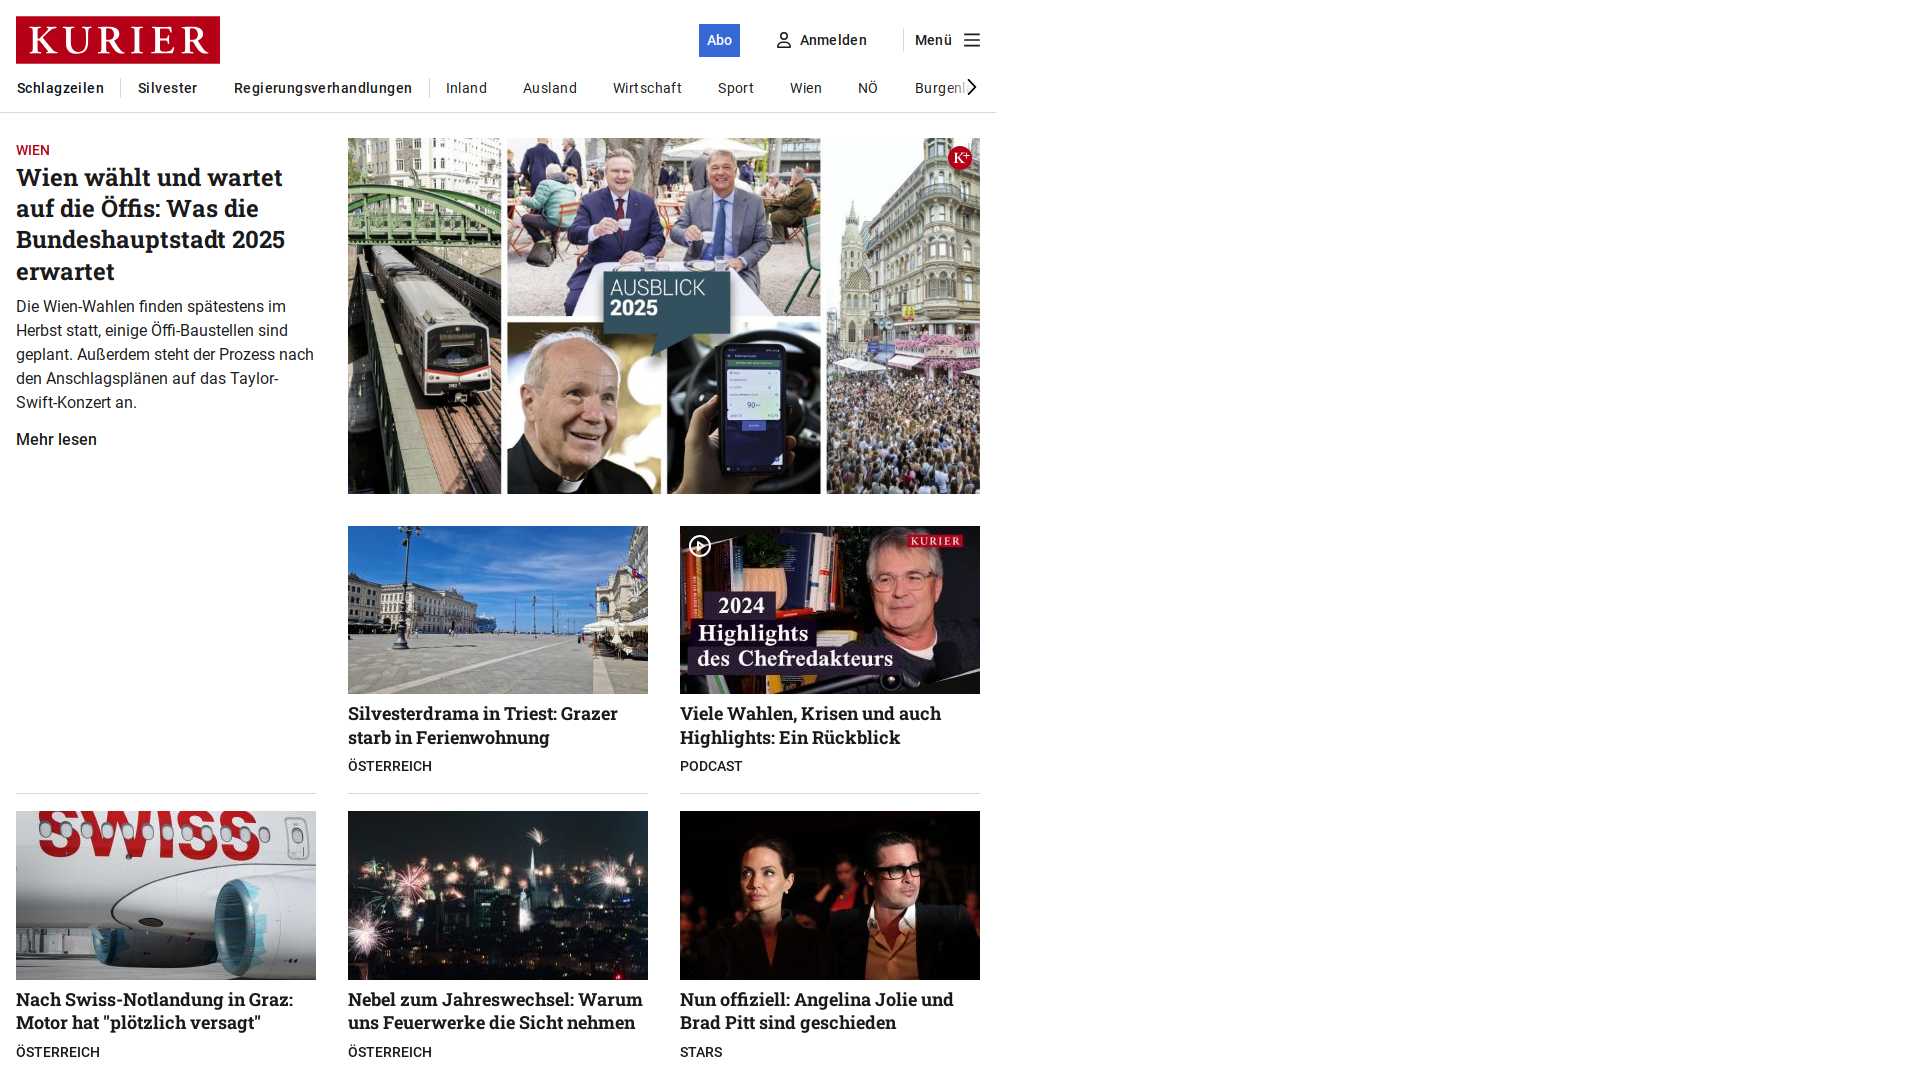 KURIER
Abo
Anmelden
Menü
Schlagzeilen
Silvester
Regierungsverhandlungen
Inland
Ausland
Wirtschaft
Sport
Wien
NÖ
Burgenl
WIEN
Wien wählt und wartet
auf die Öffis: Was die
Bundeshauptstadt 2025
erwartet
Die Wien-Wahlen finden spätestens im
Herbst statt, einige Öffi-Baustellen sind
geplant. Außerdem steht der Prozess nach
den Anschlagsplänen auf das Taylor-
Swift-Konzert an.
Mehr lesen
K+
AUSBLICK
2025
90
KURIER
2024
Highlights
des Chefredakteurs
Silvesterdrama in Triest: Grazer
starb in Ferienwohnung
ÖSTERREICH
Viele Wahlen, Krisen und auch
Highlights: Ein Rückblick
PODCAST
SWISS
Nach Swiss-Notlandung in Graz:
Motor hat "plötzlich versagt"
ÖSTERREICH
Nebel zum Jahreswechsel: Warum
uns Feuerwerke die Sicht nehmen
ÖSTERREICH
Nun offiziell: Angelina Jolie und
Brad Pitt sind geschieden
STARS